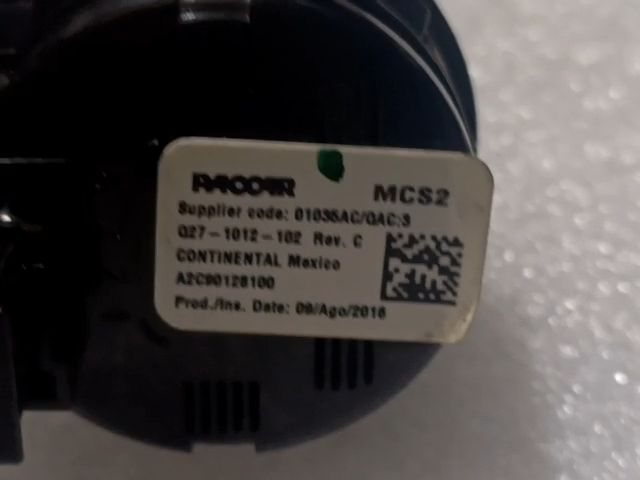 PACCAR MCS2
Supplier code: 01036AC/QAC:3
Q27-1012-102 Rev. C
CONTINENTAL Mexico
A2C90128100
Prod./Ins. Date: 09/Ago/2016